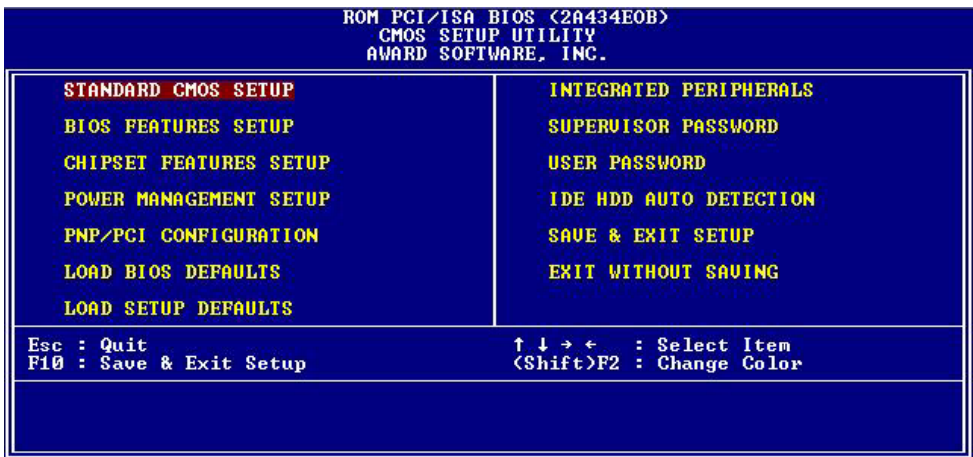 ROM PCI/ISA BIOS (2A434EOB)
CMOS SETUP UTILITY
AWARD SOFTWARE, INC.
STANDARD CMOS SETUP
BIOS FEATURES SETUP
CHIPSET FEATURES SETUP
POWER MANAGEMENT SETUP
PNP/PCI CONFIGURATION
LOAD BIOS DEFAULTS
LOAD SETUP DEFAULTS
INTEGRATED PERIPHERALS
SUPERVISOR PASSWORD
USER PASSWORD
IDE HDD AUTO DETECTION
SAVE & EXIT SETUP
EXIT WITHOUT SAVING
Esc : Quit
F10 : Save & Exit Setup
↑ ↓ → ← : Select Item
(Shift)F2 : Change Color